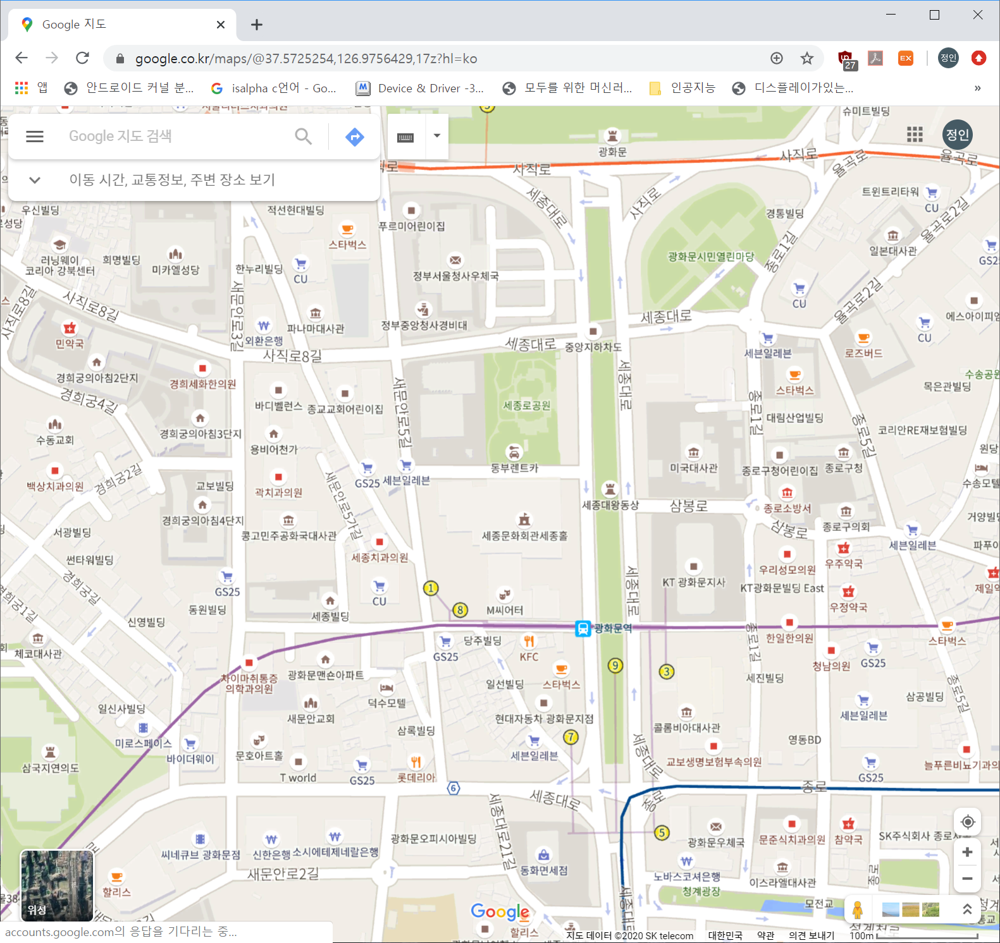 Google 지도
google.co.kr/maps/@37.5725254,126.9756429,17z?hl=ko
27
EX
정인
앱
안드로이드 커널 분...
isalpha c언어 - Go...
Device & Driver -3...
모두를 위한 머신러...
인공지능
디스플레이가있는...
»
Google 지도 검색
이동 시간, 교통정보, 주변 장소 보기
정인
슈미트빌딩
광화문
사직로
사직로
율곡로
율곡로
세종대로
사직로
트윈트리타워
CU
율곡로2길
우신빌딩
적선현대빌딩
푸르미어린이집
경통빌딩
스타벅스
종로1길
일본대사관
러닝웨이
코리아 강북센터
희명빌딩
미카엘성당
한누리빌딩
CU
정부서울청사우체국
광화문시민열린마당
GS25
CU
율곡로2길
사직로8길
사직로8길
새문안로3길
외환은행
파나마대사관
정부중앙청사경비대
세종대로
에스아이피엠
CU
민약국
사직로8길
세종대로
중앙지하차도
세븐일레븐
로즈버드
경희궁의아침2단지
경희세화한의원
경희궁4길
바디밸런스
종교교회어린이집
새문안로5길
세종로공원
세종대로
스타벅스
수송공원
목은관빌딩
종로1길
대림산업빌딩
종로5길
수동교회
경희궁의아침3단지
용비어천가
코리안RE재보험빌딩
GS25
세븐일레븐
동부렌트카
미국대사관
종로구청어린이집
종로구청
원당
수송모텔
백상치과의원
경희궁2길
교보빌딩
곽치과의원
새문안로5가길
세종대왕동상
삼봉로
종로소방서
경희궁의아침4단지
콩고민주공화국대사관
세종문화회관세종홀
삼봉로
종로구의회
거양빌딩
서광빌딩
세종치과의원
세븐일레븐
파푸아
썬타워빌딩
우리성모의원
우주약국
경희궁길
GS25
CU
1
KT 광화문지사
KT광화문빌딩 East
제일약
경희궁1길
동원빌딩
세종빌딩
8
M씨어터
세종대로
우정약국
신영빌딩
광화문역
한일한의원
스타벅스
체코대사관
GS25
당주빌딩
KFC
종로1길
청남의원
GS25
차이마취통증
의학과의원
광화문맨숀아파트
9
3
일선빌딩
스타벅스
세진빌딩
종로5길
덕수모텔
삼공빌딩
일신사빌딩
새문안교회
현대자동차 광화문지점
세븐일레븐
콜롬비아대사관
미로스페이스
삼록빌딩
7
영동BD
바이더웨이
문호아트홀
세븐일레븐
세종대로
교보생명보험부속의원
삼국지연의도
T world
GS25
롯데리아
GS25
늘푸른비뇨기과의
6
세종대로
종로
종로
세종대로21길
5
씨네큐브 광화문점
신한은행
소시에테제네랄은행
광화문오피시아빌딩
광화문우체국
문준식치과의원
참약국
SK주식회사 종로사
동화면세점
노바스코셔은행
이스라엘대사관
새문안로2길
할리스
청계광장
모전교
위성
Google
할리스
accounts.google.com의 응답을 기다리는 중...
지도 데이터 ©2020 SK telecom 대한민국 약관 의견 보내기 100m